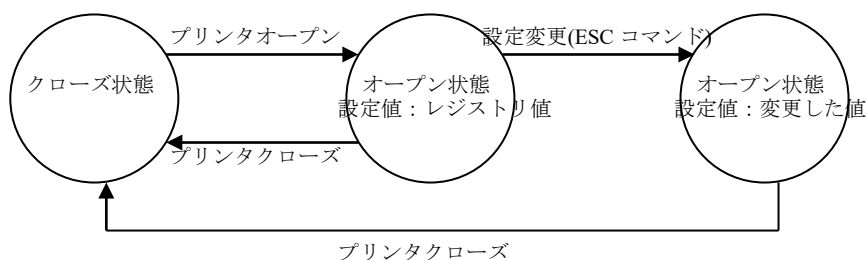 プリンタオープン
設定変更(ESC コマンド)
クローズ状態
オープン状態
設定値：レジストリ値
オープン状態
設定値：変更した値
プリンタクローズ
プリンタクローズ